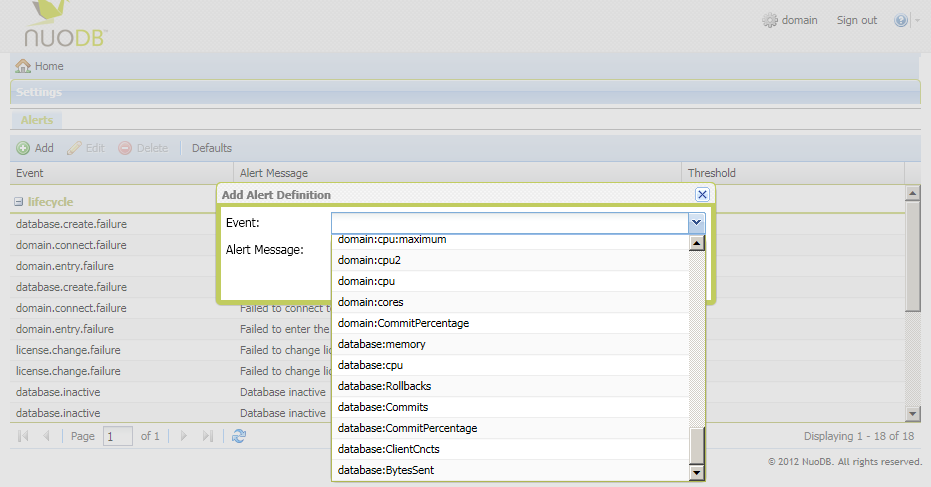 NUODB™
domain Sign out
Home
Settings
Alerts
Add Edit Delete Defaults
Event Alert Message Threshold
lifecycle
Add Alert Definition
Event:
Alert Message:
database.create.failure
domain.connect.failure
domain.entry.failure
database.create.failure
domain.connect.failure Failed to connect t
domain.entry.failure Failed to enter the
license.change.failure Failed to change lic
license.change.failure Failed to change lic
database.inactive Database inactive
database.inactive Database inactive
domain:cpu:maximum
domain:cpu2
domain:cpu
domain:cores
domain:CommitPercentage
database:memory
database:cpu
database:Rollbacks
database:Commits
database:CommitPercentage
database:ClientCncts
database:BytesSent
Page 1 of 1 Displaying 1 - 18 of 18
© 2012 NuoDB. All rights reserved.